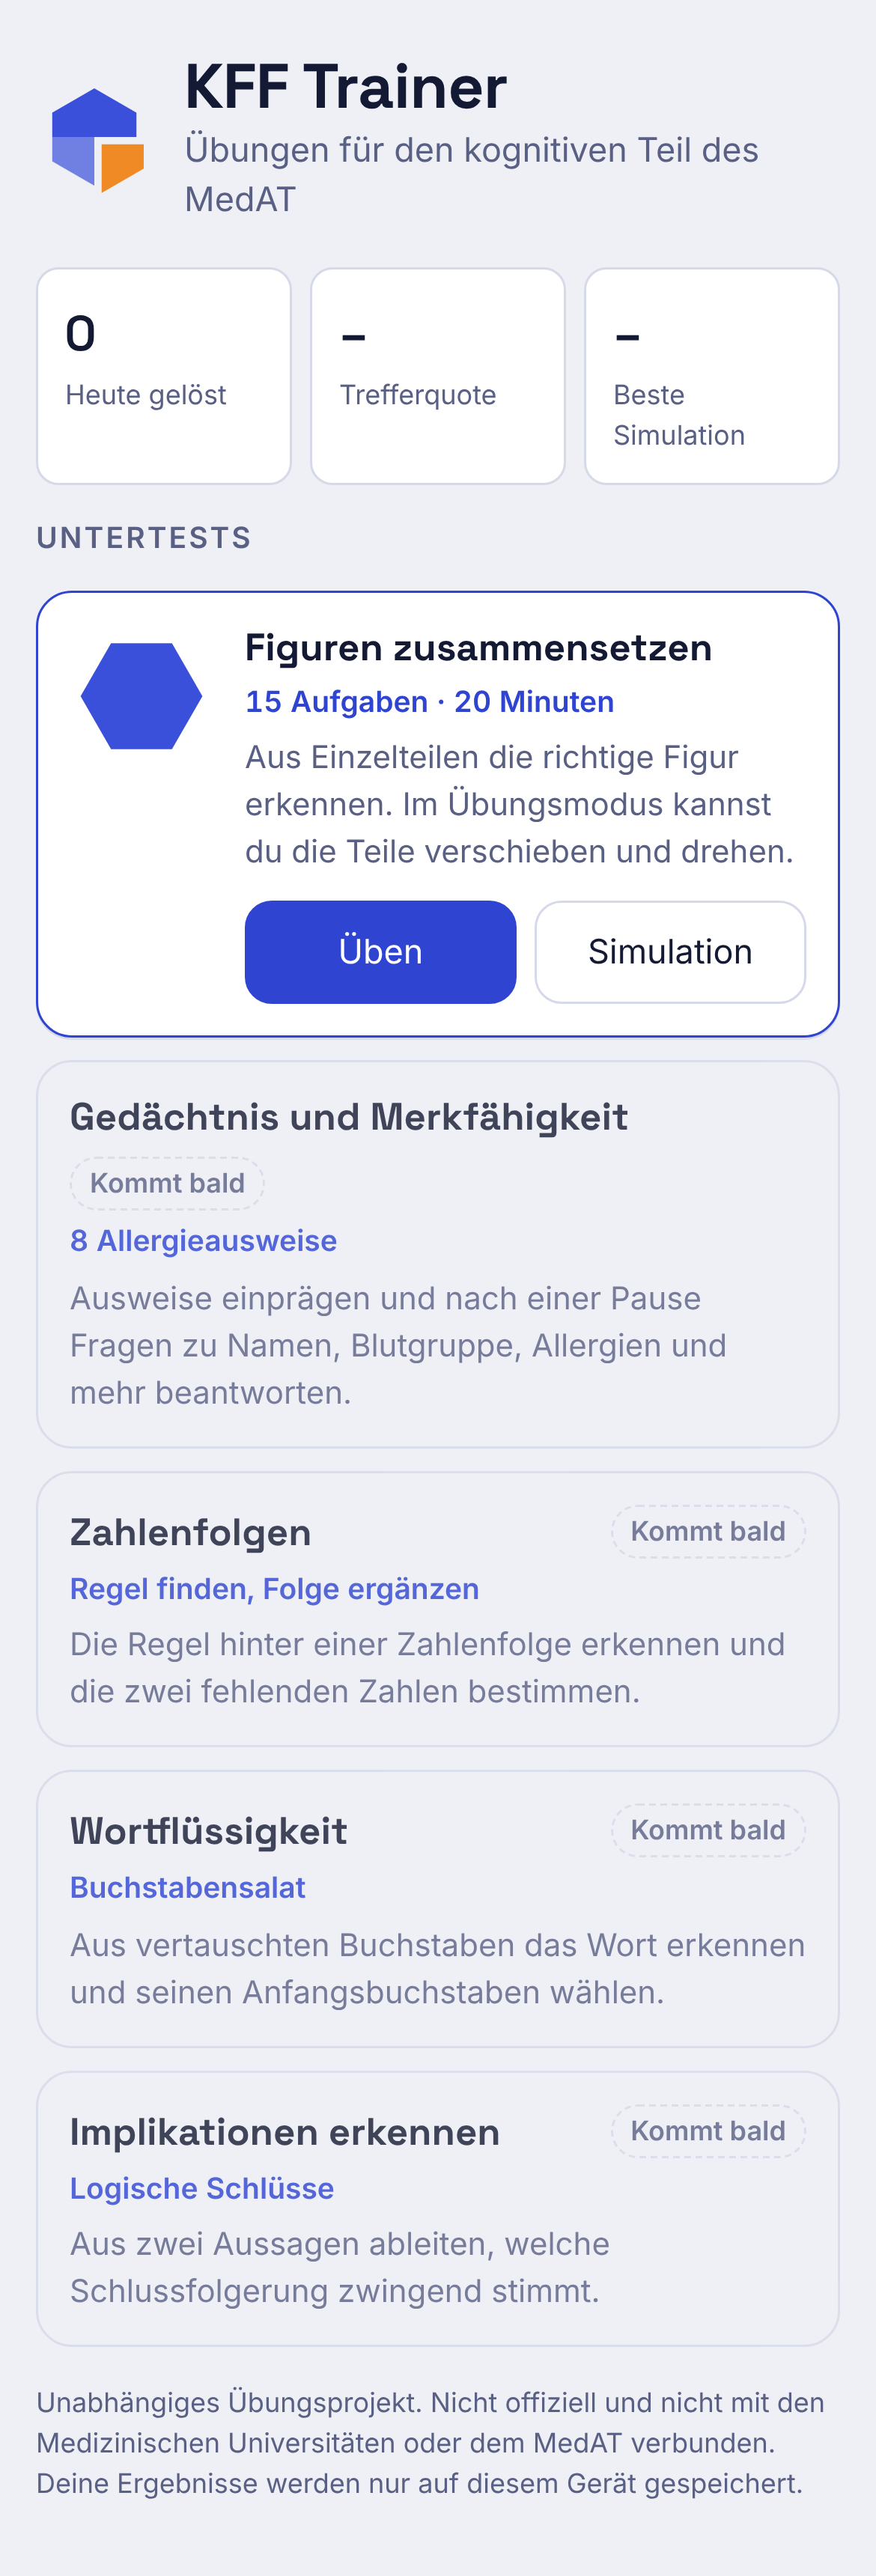 KFF Trainer
Übungen für den kognitiven Teil des
MedAT
0
Heute gelöst
–
Trefferquote
–
Beste
Simulation
UNTERTESTS
Figuren zusammensetzen
15 Aufgaben · 20 Minuten
Aus Einzelteilen die richtige Figur
erkennen. Im Übungsmodus kannst
du die Teile verschieben und drehen.
Üben
Simulation
Gedächtnis und Merkfähigkeit
Kommt bald
8 Allergieausweise
Ausweise einprägen und nach einer Pause
Fragen zu Namen, Blutgruppe, Allergien und
mehr beantworten.
Zahlenfolgen
Kommt bald
Regel finden, Folge ergänzen
Die Regel hinter einer Zahlenfolge erkennen und
die zwei fehlenden Zahlen bestimmen.
Wortflüssigkeit
Kommt bald
Buchstabensalat
Aus vertauschten Buchstaben das Wort erkennen
und seinen Anfangsbuchstaben wählen.
Implikationen erkennen
Kommt bald
Logische Schlüsse
Aus zwei Aussagen ableiten, welche
Schlussfolgerung zwingend stimmt.
Unabhängiges Übungsprojekt. Nicht offiziell und nicht mit den
Medizinischen Universitäten oder dem MedAT verbunden.
Deine Ergebnisse werden nur auf diesem Gerät gespeichert.